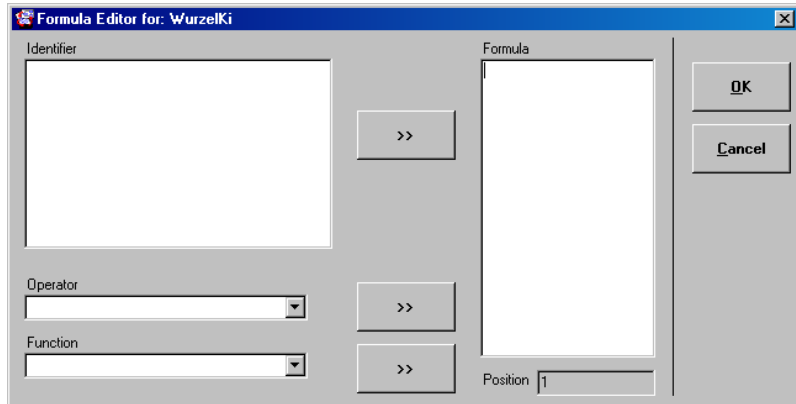 Formula Editor for: WurzelKi
Identifier
Formula
OK
>>
Cancel
Operator
>>
Function
>>
Position 1